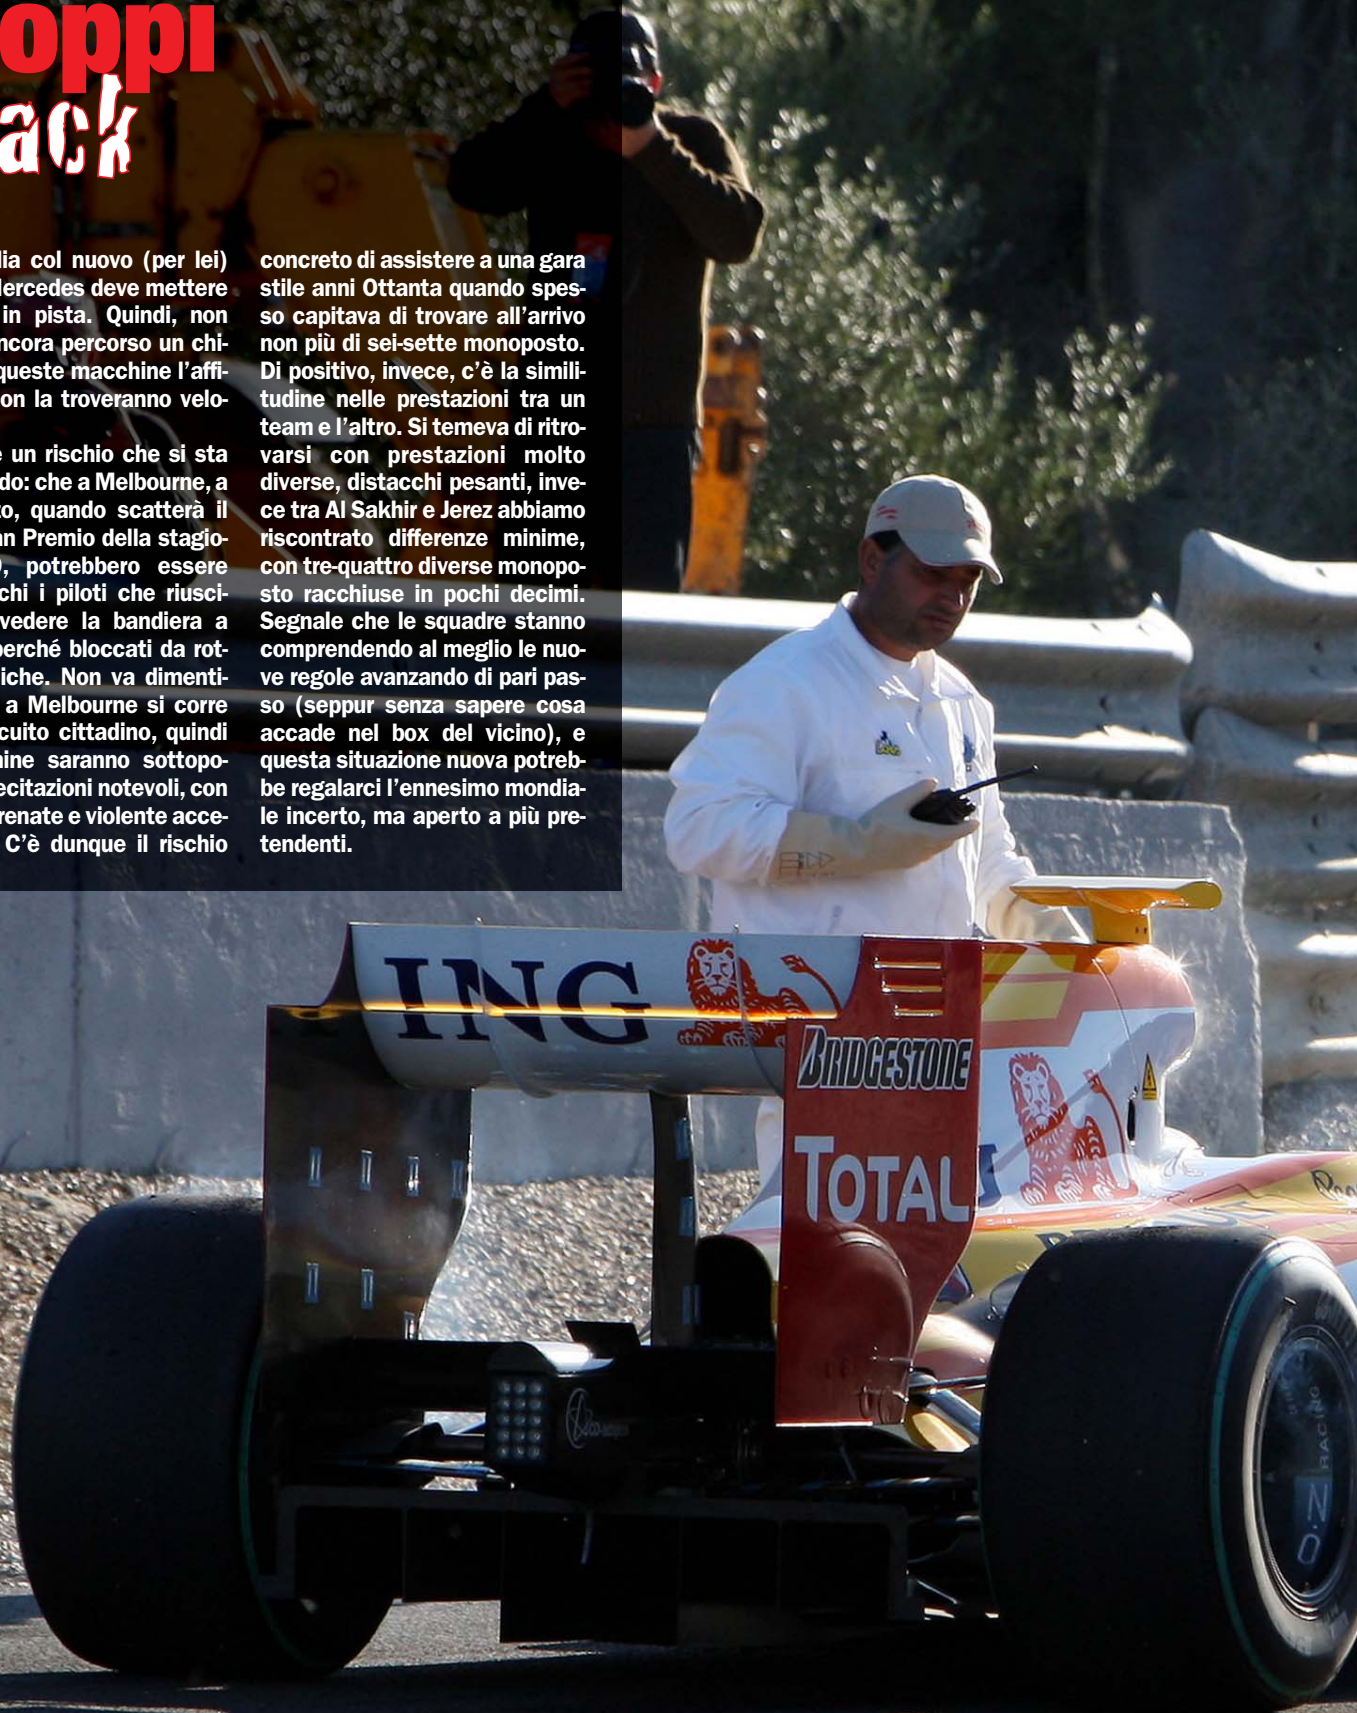 oppi
ack
lia col nuovo (per lei)
Mercedes deve mettere
in pista. Quindi, non
ncora percorso un chi-
queste macchine l'affi-
on la troveranno velo-
è un rischio che si sta
do: che a Melbourne, a
zo, quando scatterà il
an Premio della stagio-
potrebbero essere
chi i piloti che riusci-
vedere la bandiera a
perché bloccati da rot-
iche. Non va dimenti-
a Melbourne si corre
cuito cittadino, quindi
hine saranno sottopo-
ecitazioni notevoli, con
renate e violente acce-
C'è dunque il rischio
concreto di assistere a una gara
stile anni Ottanta quando spes-
so capitava di trovare all'arrivo
non più di sei-sette monoposto.
Di positivo, invece, c'è la simili-
tudine nelle prestazioni tra un
team e l'altro. Si temeva di ritro-
varsi con prestazioni molto
diverse, distacchi pesanti, inve-
ce tra Al Sakhir e Jerez abbiamo
riscontrato differenze minime,
con tre-quattro diverse monopo-
sto racchiuse in pochi decimi.
Segnale che le squadre stanno
comprendendo al meglio le nuo-
ve regole avanzando di pari pas-
so (seppur senza sapere cosa
accade nel box del vicino), e
questa situazione nuova potreb-
be regalarci l'ennesimo mondia-
le incerto, ma aperto a più pre-
tendenti.
ING
BRIDGESTONE
TOTAL
O.Z
RACING